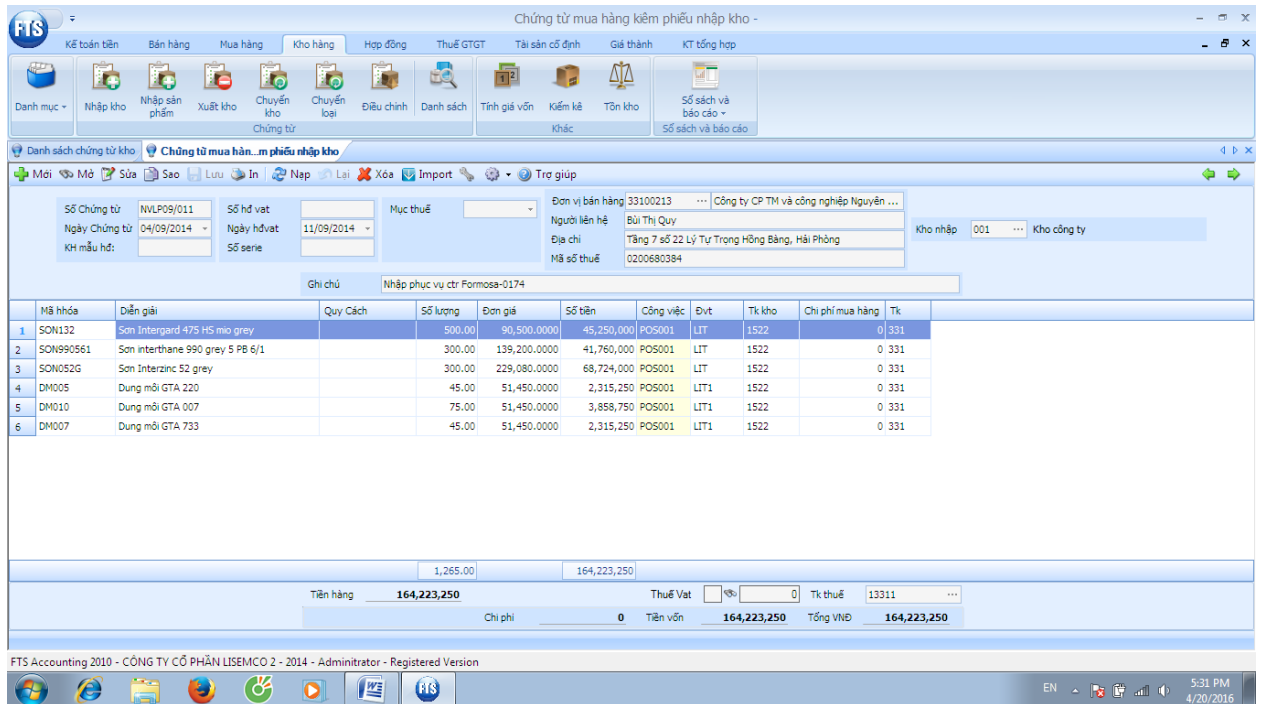 FTS
Chứng từ mua hàng kiêm phiếu nhập kho -
Kế toán tiền Bán hàng Mua hàng Kho hàng Hợp đồng Thuế GTGT Tài sản cố định Giá thành KT tổng hợp
Danh mục Nhập kho Nhập sản phẩm Xuất kho Chuyển kho Chuyển loại Điều chỉnh Danh sách Tính giá vốn Kiểm kê Tồn kho Sổ sách và báo cáo
Chứng từ Khác Sổ sách và báo cáo
Danh sách chứng từ kho Chứng từ mua hàn...m phiếu nhập kho
Mới Mở Sửa Sao Lưu In Nạp Lại Xóa Import Trợ giúp
Số Chứng từ NVLP09/011 Số hđ vat Mục thuế Đơn vị bán hàng 33100213 ... Công ty CP TM và công nghiệp Nguyên ...
Ngày Chứng từ 04/09/2014 Ngày hđvat 11/09/2014 Người liên hệ Bùi Thị Quy Kho nhập 001 ... Kho công ty
KH mẫu hđ: Số serie Địa chỉ Tầng 7 số 22 Lý Tự Trọng Hồng Bàng, Hải Phòng
Mã số thuế 0200680384
Ghi chú Nhập phục vụ ctr Formosa-0174
Mã hhóa Diễn giải Quy Cách Số lượng Đơn giá Số tiền Công việc Đvt Tk kho Chi phí mua hàng Tk
1 SON132 Sơn Intergard 475 HS mio grey 500.00 90,500.0000 45,250,000 POS001 LIT 1522 0 331
2 SON990561 Sơn interthane 990 grey 5 PB 6/1 300.00 139,200.0000 41,760,000 POS001 LIT 1522 0 331
3 SON052G Sơn Interzinc 52 grey 300.00 229,080.0000 68,724,000 POS001 LIT 1522 0 331
4 DM005 Dung môi GTA 220 45.00 51,450.0000 2,315,250 POS001 LIT1 1522 0 331
5 DM010 Dung môi GTA 007 75.00 51,450.0000 3,858,750 POS001 LIT1 1522 0 331
6 DM007 Dung môi GTA 733 45.00 51,450.0000 2,315,250 POS001 LIT1 1522 0 331
1,265.00 164,223,250
Tiền hàng 164,223,250 Thuế Vat 0 Tk thuế 13311 ...
Chi phí 0 Tiền vốn 164,223,250 Tổng VNĐ 164,223,250
FTS Accounting 2010 - CÔNG TY CỔ PHẦN LISEMCO 2 - 2014 - Adminitrator - Registered Version
EN 5:31 PM
4/20/2016